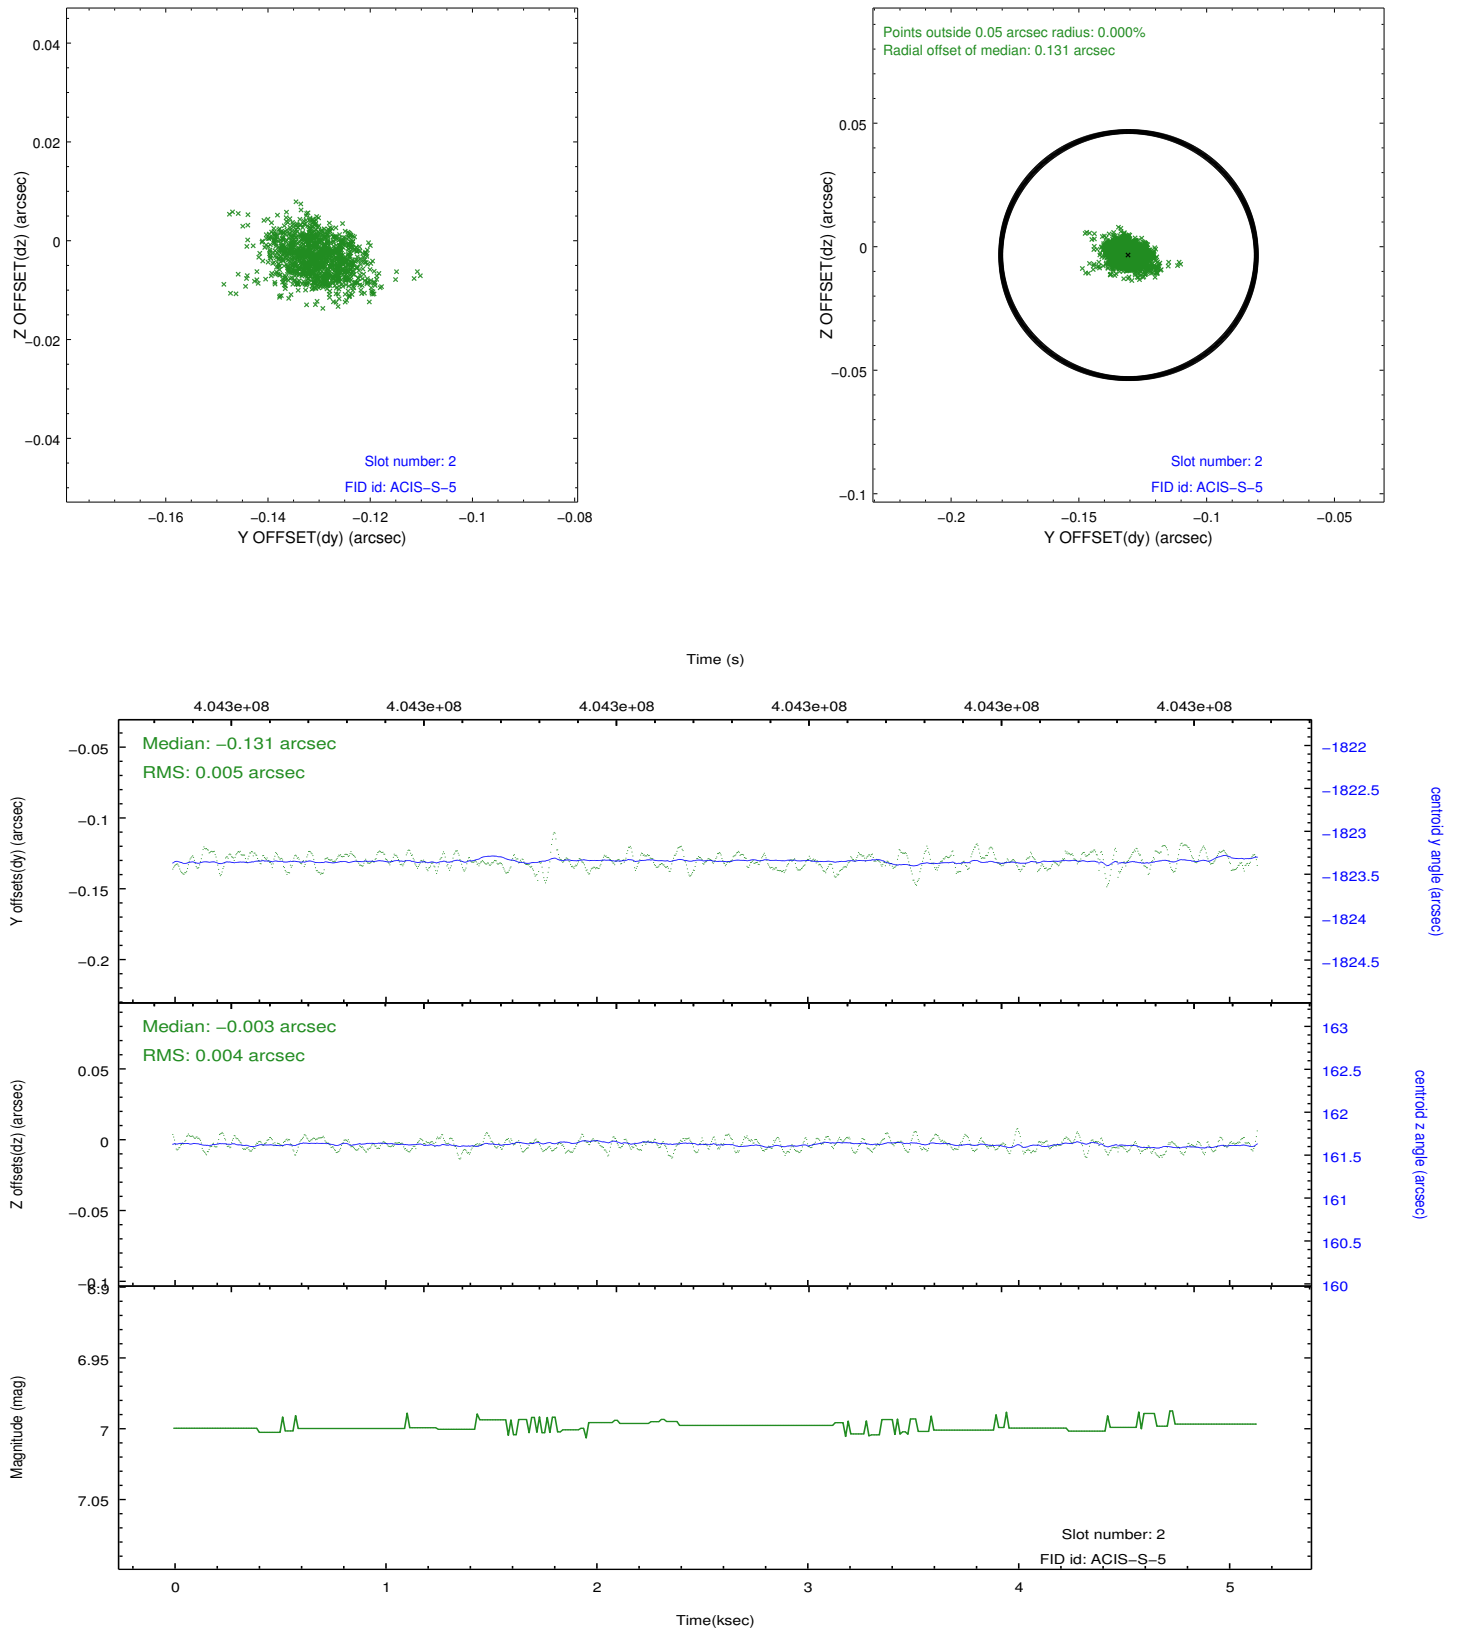 0.04
0.02
0
−0.02
−0.04
Z OFFSET(dz) (arcsec)
Slot number: 2
FID id: ACIS−S−5
−0.16 −0.14 −0.12 −0.1 −0.08
Y OFFSET(dy) (arcsec)
Points outside 0.05 arcsec radius: 0.000%
Radial offset of median: 0.131 arcsec
0.05
0
−0.05
−0.1
Z OFFSET(dz) (arcsec)
Slot number: 2
FID id: ACIS−S−5
−0.2 −0.15 −0.1 −0.05
Y OFFSET(dy) (arcsec)
Time (s)
4.043e+08 4.043e+08 4.043e+08 4.043e+08 4.043e+08 4.043e+08
Median: −0.131 arcsec
RMS: 0.005 arcsec
−0.05
−0.1
−0.15
−0.2
Y offsets(dy) (arcsec)
−1822
−1822.5
−1823
−1823.5
−1824
−1824.5
centroid y angle (arcsec)
Median: −0.003 arcsec
RMS: 0.004 arcsec
0.05
0
−0.05
−0.1
Z offsets(dz) (arcsec)
163
162.5
162
161.5
161
160.5
160
centroid z angle (arcsec)
6.9
6.95
7
7.05
Magnitude (mag)
Slot number: 2
FID id: ACIS−S−5
0 1 2 3 4 5
Time(ksec)